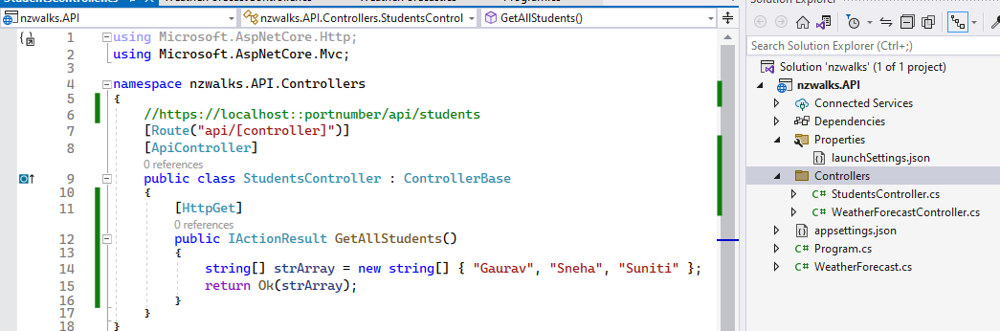 nzwalks.API
nzwalks.API.Controllers.StudentsControl
GetAllStudents()
1 using Microsoft.AspNetCore.Http;
2 using Microsoft.AspNetCore.Mvc;
3
4 namespace nzwalks.API.Controllers
5 {
6 //https://localhost::portnumber/api/students
7 [Route("api/[controller]")]
8 [ApiController]
0 references
9 public class StudentsController : ControllerBase
10 {
11 [HttpGet]
0 references
12 public IActionResult GetAllStudents()
13 {
14 string[] strArray = new string[] { "Gaurav", "Sneha", "Suniti" };
15 return Ok(strArray);
16 }
17 }
18 }
Search Solution Explorer (Ctrl+;)
Solution 'nzwalks' (1 of 1 project)
nzwalks.API
Connected Services
Dependencies
Properties
launchSettings.json
Controllers
C# StudentsController.cs
C# WeatherForecastController.cs
appsettings.json
C# Program.cs
C# WeatherForecast.cs